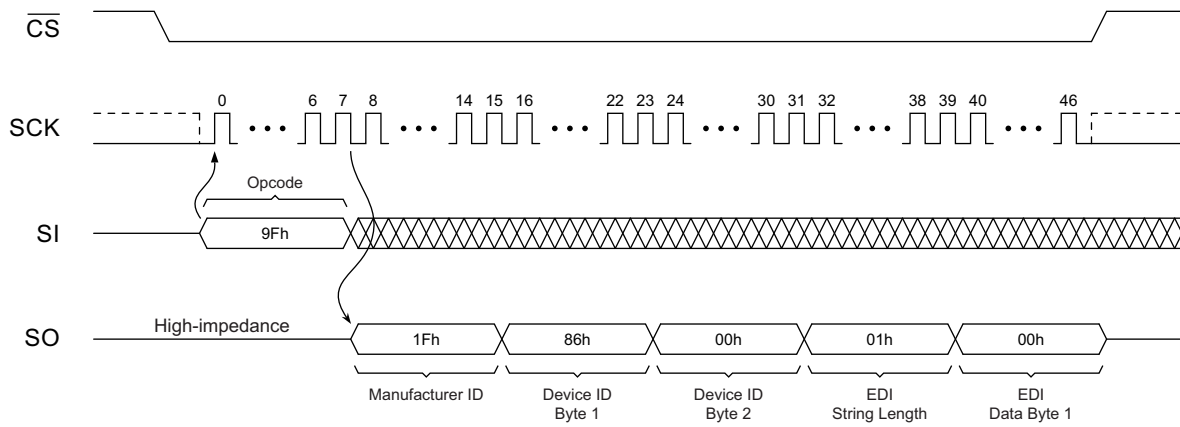 CS
0 6 7 8 14 15 16 22 23 24 30 31 32 38 39 40 46
SCK
Opcode
SI
9Fh
High-impedance
SO
1Fh 86h 00h 01h 00h
Manufacturer ID
Device ID
Byte 1
Device ID
Byte 2
EDI
String Length
EDI
Data Byte 1